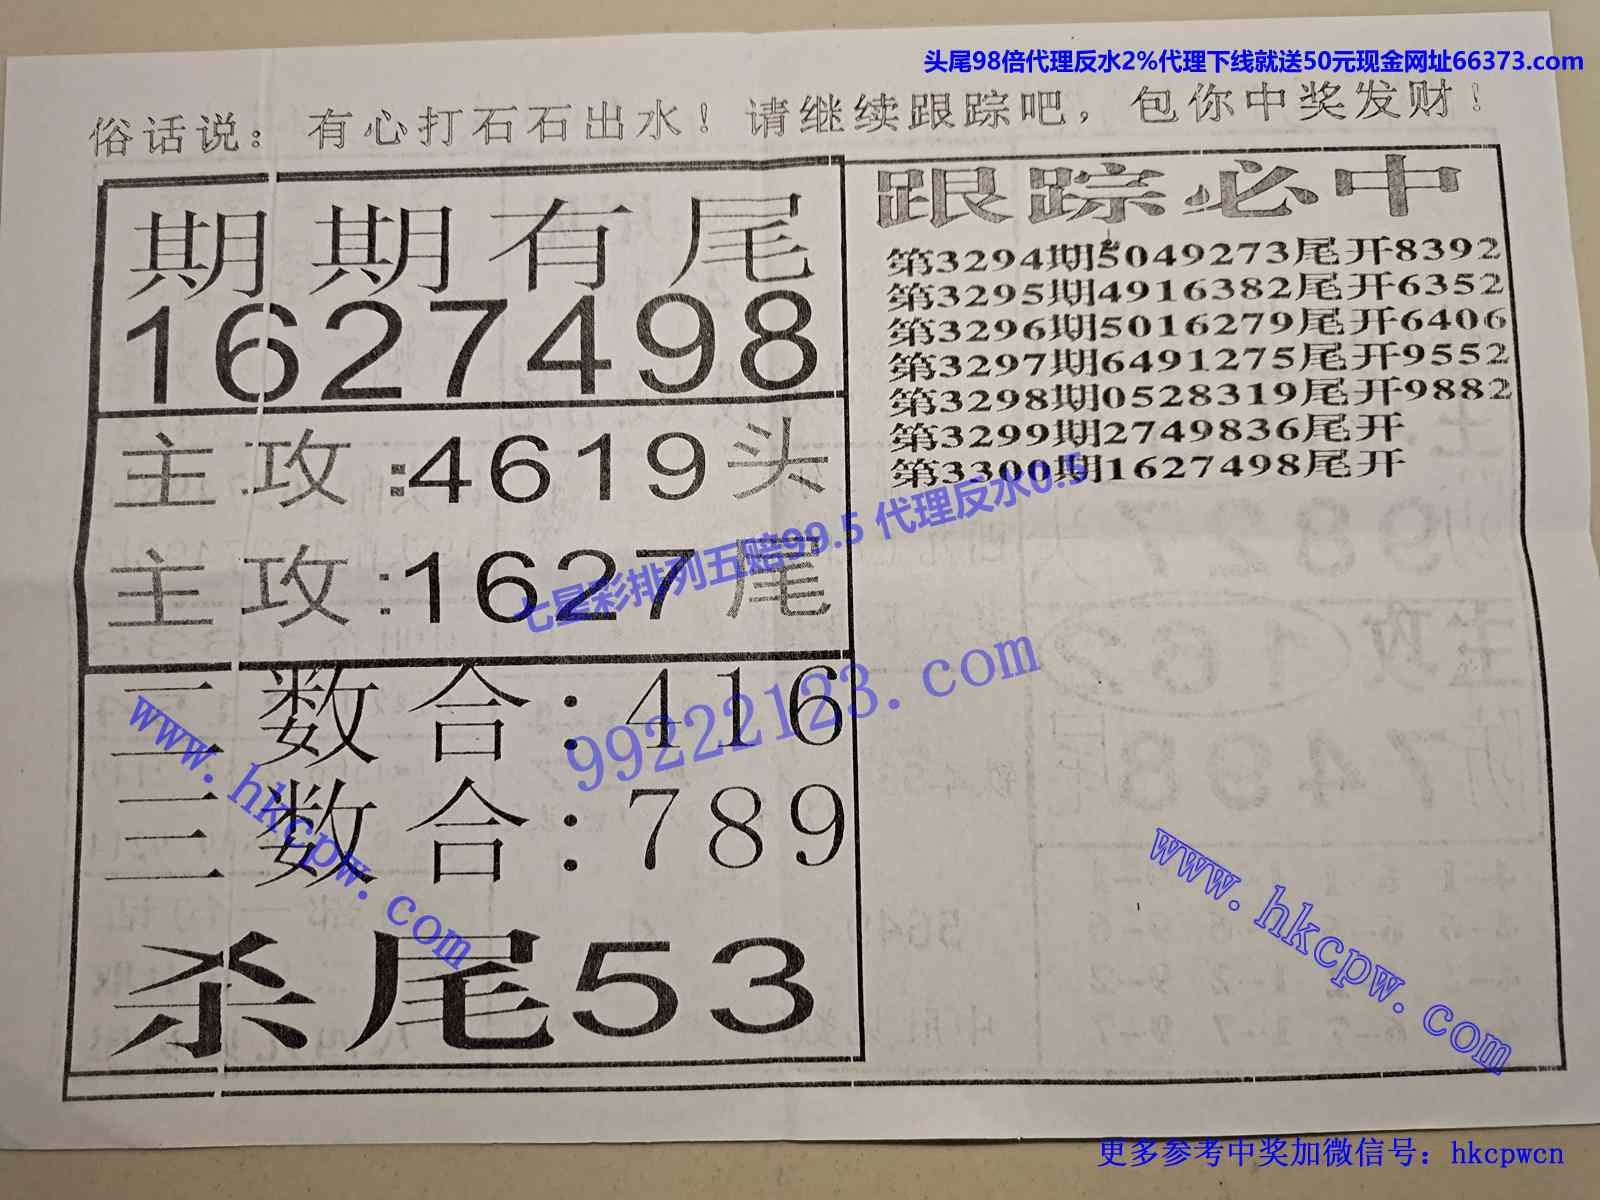 头尾98倍代理反水2%代理下线就送50元现金网址66373.com
俗话说：有心打石石出水！请继续跟踪吧，包你中奖发财！
期期有尾
1627498
主攻:4619头
主攻:1627尾
二数合:416
三数合:789
杀尾53
跟踪必中
第3294期5049273尾开8392
第3295期4916382尾开6352
第3296期5016279尾开6406
第3297期6491275尾开9552
第3298期0528319尾开9882
第3299期2749836尾开
第3300期1627498尾开
七星彩排列五赔99.5 代理反水0.5
99222123.com
www.hkcpw.com
www.hkcpw.com
更多参考中奖加微信号：hkcpwcn